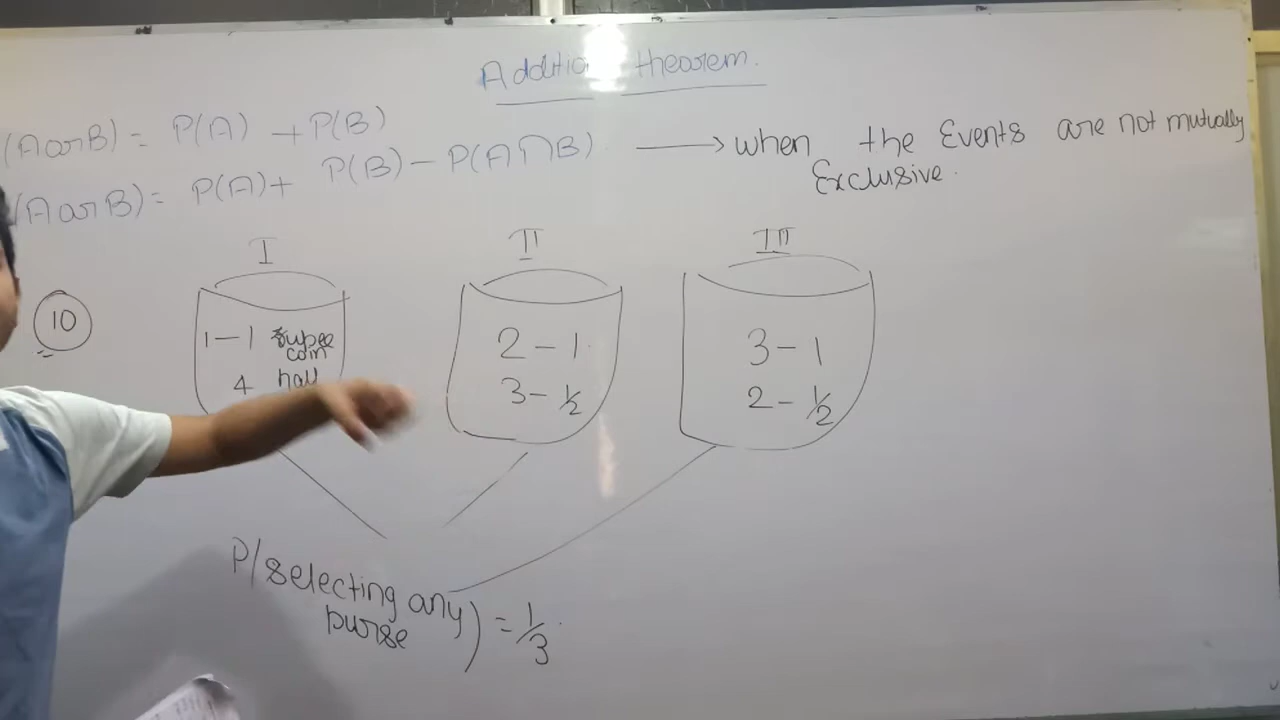 Addition theorem.
(A or B) = P(A) + P(B)
(A or B) = P(A) + P(B) - P(A∩B) → when the Events are not mutually
Exclusive.
I II III
10
1 - 1 rupee
coin
4 half
2 - 1
3 - 1/2
3 - 1
2 - 1/2
P(selecting any
purse) = 1/3